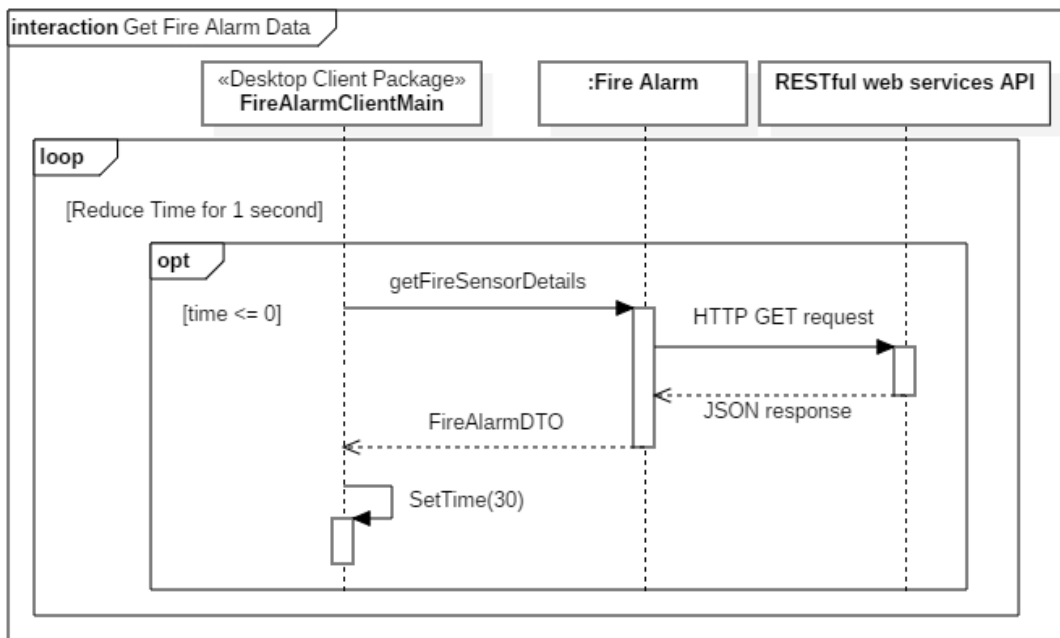 interaction Get Fire Alarm Data
«Desktop Client Package»
FireAlarmClientMain
:Fire Alarm
RESTful web services API
loop
[Reduce Time for 1 second]
opt
getFireSensorDetails
[time <= 0]
HTTP GET request
JSON response
FireAlarmDTO
SetTime(30)